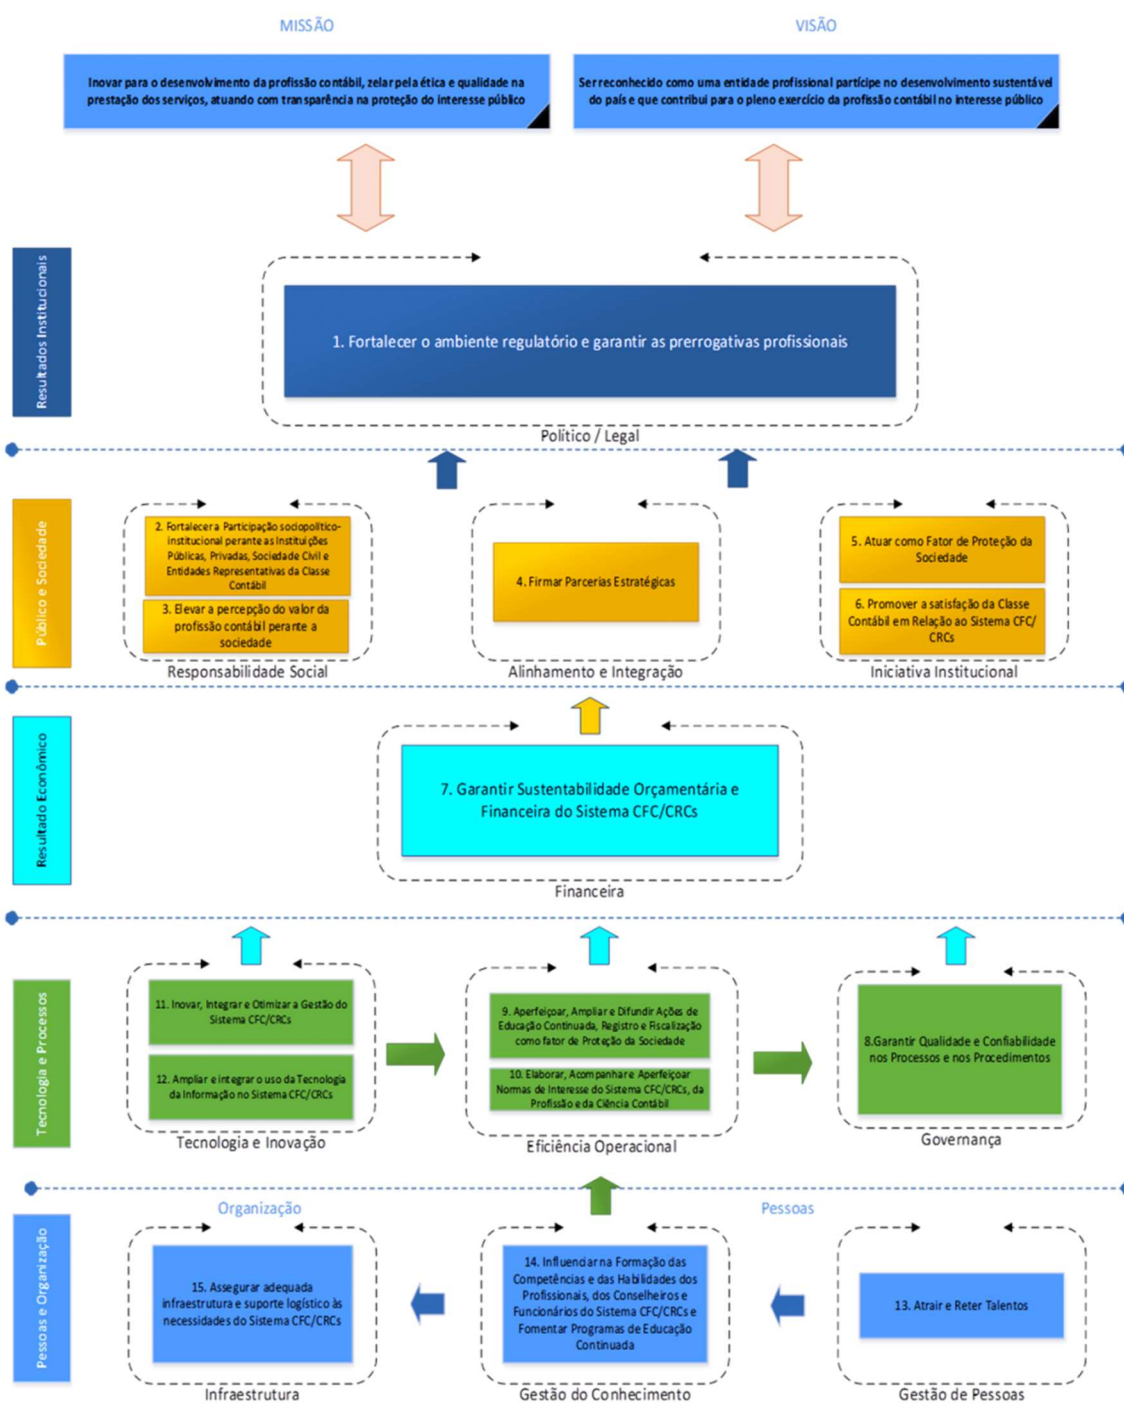 MISSÃO
VISÃO
Inovar para o desenvolvimento da profissão contábil, zelar pela ética e qualidade na
prestação dos serviços, atuando com transparência na proteção do interesse público
Ser reconhecido como uma entidade profissional partícipe no desenvolvimento sustentável
do país e que contribui para o pleno exercício da profissão contábil no interesse público
Resultados Institucionais
1. Fortalecer o ambiente regulatório e garantir as prerrogativas profissionais
Político / Legal
Público e Sociedade
2. Fortalecer a Participação sociopolítico-
institucional perante as Instituições
Públicas, Privadas, Sociedade Civil e
Entidades Representativas da Classe
Contábil
3. Elevar a percepção do valor da
profissão contábil perante a
sociedade
Responsabilidade Social
4. Firmar Parcerias Estratégicas
Alinhamento e Integração
5. Atuar como Fator de Proteção da
Sociedade
6. Promover a satisfação da Classe
Contábil em Relação ao Sistema CFC/
CRCs
Iniciativa Institucional
Resultado Econômico
7. Garantir Sustentabilidade Orçamentária e
Financeira do Sistema CFC/CRCs
Financeira
Tecnologia e Processos
11. Inovar, Integrar e Otimizar a Gestão do
Sistema CFC/CRCs
12. Ampliar e integrar o uso da Tecnologia
da Informação no Sistema CFC/CRCs
Tecnologia e Inovação
9. Aperfeiçoar, Ampliar e Difundir Ações de
Educação Continuada, Registro e Fiscalização
como fator de Proteção da Sociedade
10. Elaborar, Acompanhar e Aperfeiçoar
Normas de Interesse do Sistema CFC/CRCs, da
Profissão e da Ciência Contábil
Eficiência Operacional
8.Garantir Qualidade e Confiabilidade
nos Processos e nos Procedimentos
Governança
Pessoas e Organização
Organização
Pessoas
15. Assegurar adequada
infraestrutura e suporte logístico às
necessidades do Sistema CFC/CRCs
Infraestrutura
14. Influenciar na Formação das
Competências e das Habilidades dos
Profissionais, dos Conselheiros e
Funcionários do Sistema CFC/CRCs e
Fomentar Programas de Educação
Continuada
Gestão do Conhecimento
13. Atrair e Reter Talentos
Gestão de Pessoas